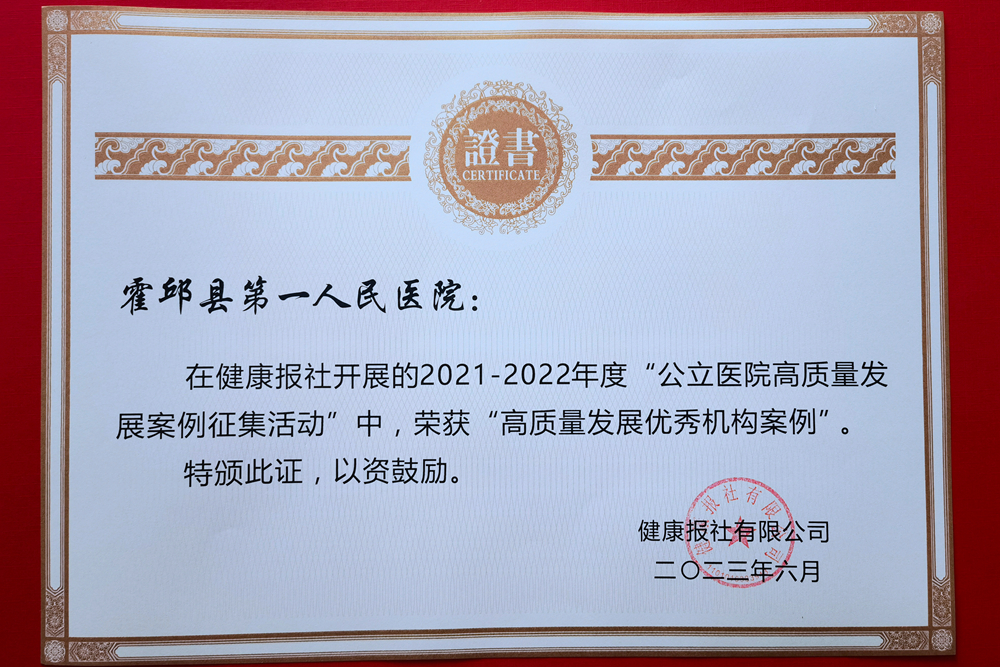 證書
CERTIFICATE
霍邱县第一人民医院：
在健康报社开展的2021-2022年度“公立医院高质量发
展案例征集活动”中，荣获“高质量发展优秀机构案例”。
特颁此证，以资鼓励。
健康报社有限公司
二〇二三年六月